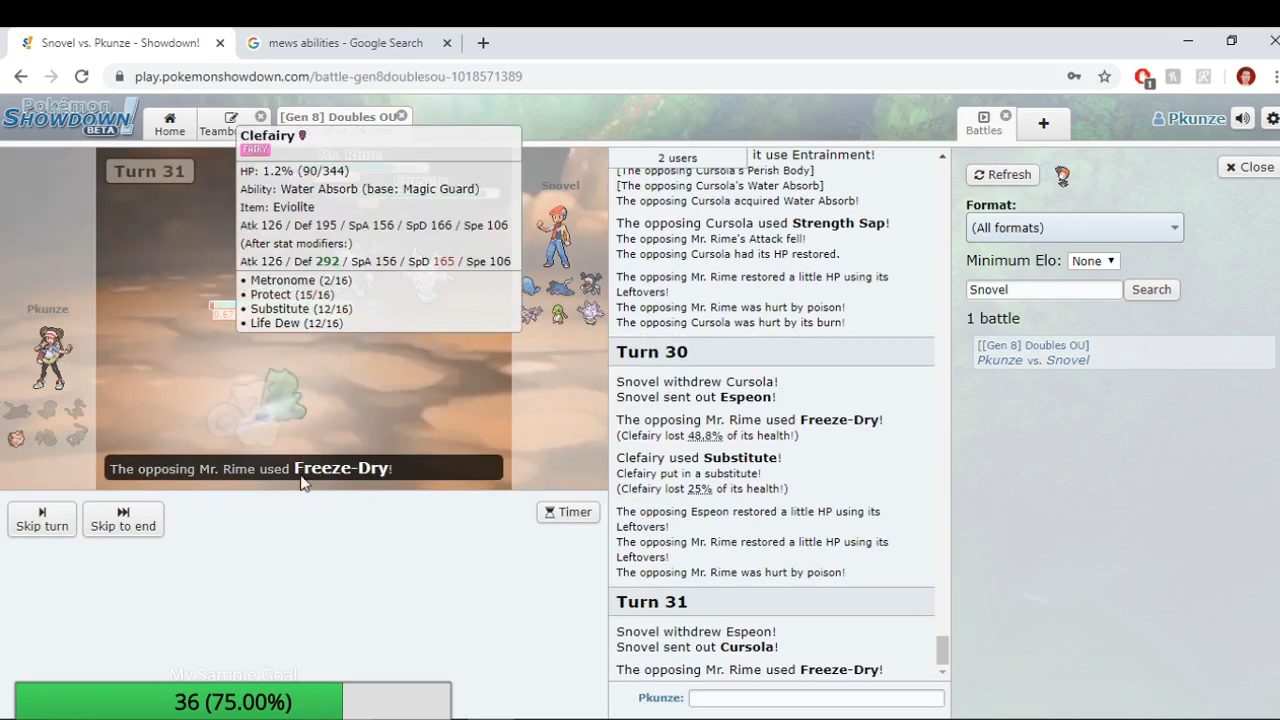 Snovel vs. Pkunze - Showdown!
mews abilities - Google Search
play.pokemonshowdown.com/battle-gen8doublesou-1018571389
1
Pokémon
SHOWDOWN!
BETA
Home
Teambu
[Gen 8] Doubles OU
Battles
Pkunze
Clefairy
FAIRY
HP: 1.2% (90/344)
Ability: Water Absorb (base: Magic Guard)
Item: Eviolite
Atk 126 / Def 195 / SpA 156 / SpD 166 / Spe 106
(After stat modifiers:)
Atk 126 / Def 292 / SpA 156 / SpD 165 / Spe 106
• Metronome (2/16)
• Protect (15/16)
• Substitute (12/16)
• Life Dew (12/16)
Turn 31
Snovel
Pkunze
The opposing Mr. Rime used Freeze-Dry!
Skip turn
Skip to end
Timer
2 users
it use Entrainment!
[The opposing Cursola's Perish Body]
[The opposing Cursola's Water Absorb]
The opposing Cursola acquired Water Absorb!
The opposing Cursola used Strength Sap!
The opposing Mr. Rime's Attack fell!
The opposing Cursola had its HP restored.
The opposing Mr. Rime restored a little HP using its
Leftovers!
The opposing Mr. Rime was hurt by poison!
The opposing Cursola was hurt by its burn!
Turn 30
Snovel withdrew Cursola!
Snovel sent out Espeon!
The opposing Mr. Rime used Freeze-Dry!
(Clefairy lost 48.8% of its health!)
Clefairy used Substitute!
Clefairy put in a substitute!
(Clefairy lost 25% of its health!)
The opposing Espeon restored a little HP using its
Leftovers!
The opposing Mr. Rime restored a little HP using its
Leftovers!
The opposing Mr. Rime was hurt by poison!
Turn 31
Snovel withdrew Espeon!
Snovel sent out Cursola!
The opposing Mr. Rime used Freeze-Dry!
Pkunze:
Refresh
Close
Format:
(All formats)
Minimum Elo: None
Snovel
Search
1 battle
[[Gen 8] Doubles OU]
Pkunze vs. Snovel
My Sample Goal
36 (75.00%)